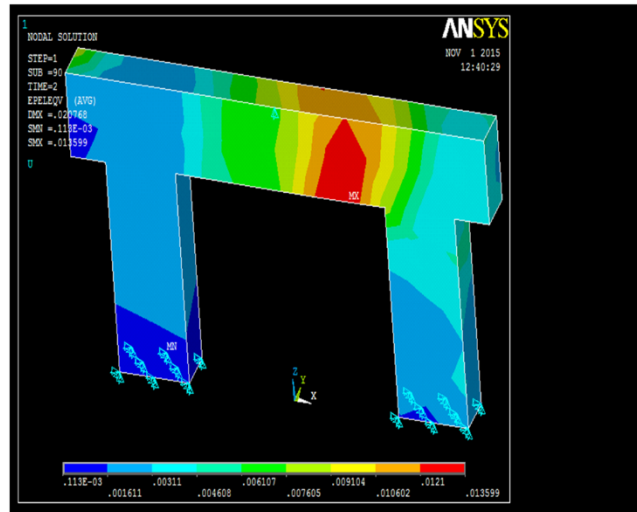 1
ANSYS
NODAL SOLUTION
NOV 1 2015
12:40:29
STEP=1
SUB =90
TIME=2
EPELEQV (AVG)
DMX =.020768
SMN =.113E-03
SMX =.013599
U
MX
MN
Z
Y
X
.113E-03 .00311 .006107 .009104 .0121
.001611 .004608 .007605 .010602 .013599